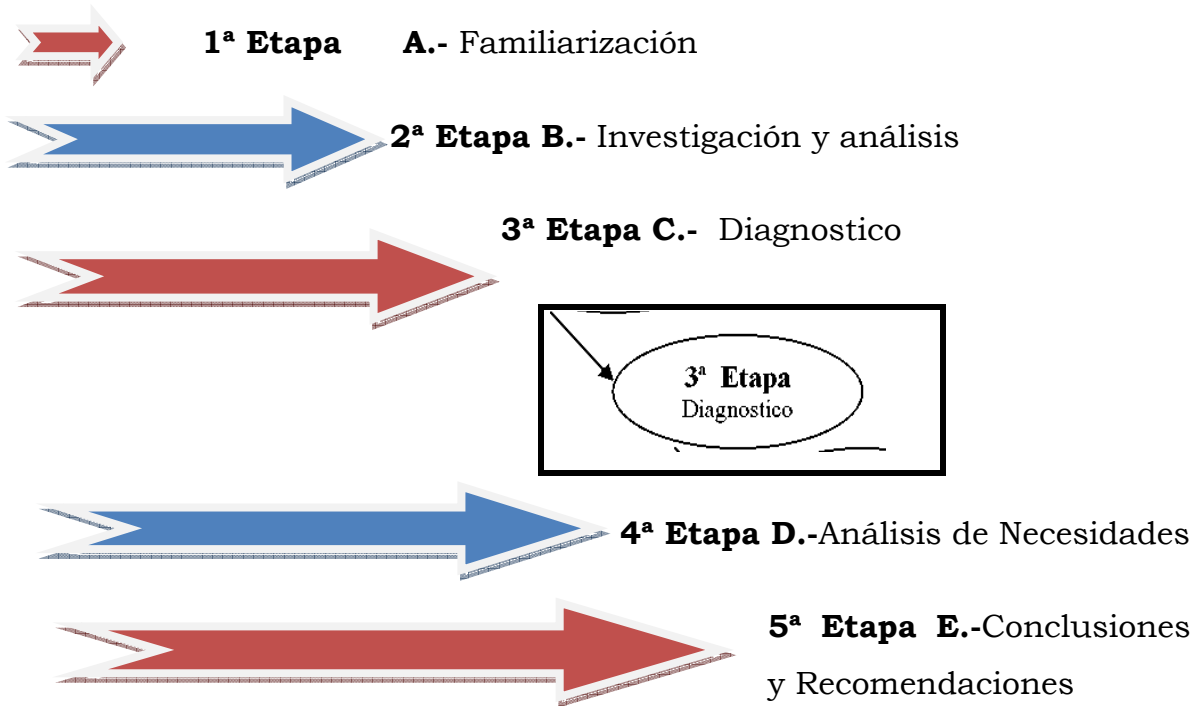 1ª Etapa A.- Familiarización
2ª Etapa B.- Investigación y análisis
3ª Etapa C.- Diagnostico
3ª Etapa
Diagnostico
4ª Etapa D.-Análisis de Necesidades
5ª Etapa E.-Conclusiones
y Recomendaciones